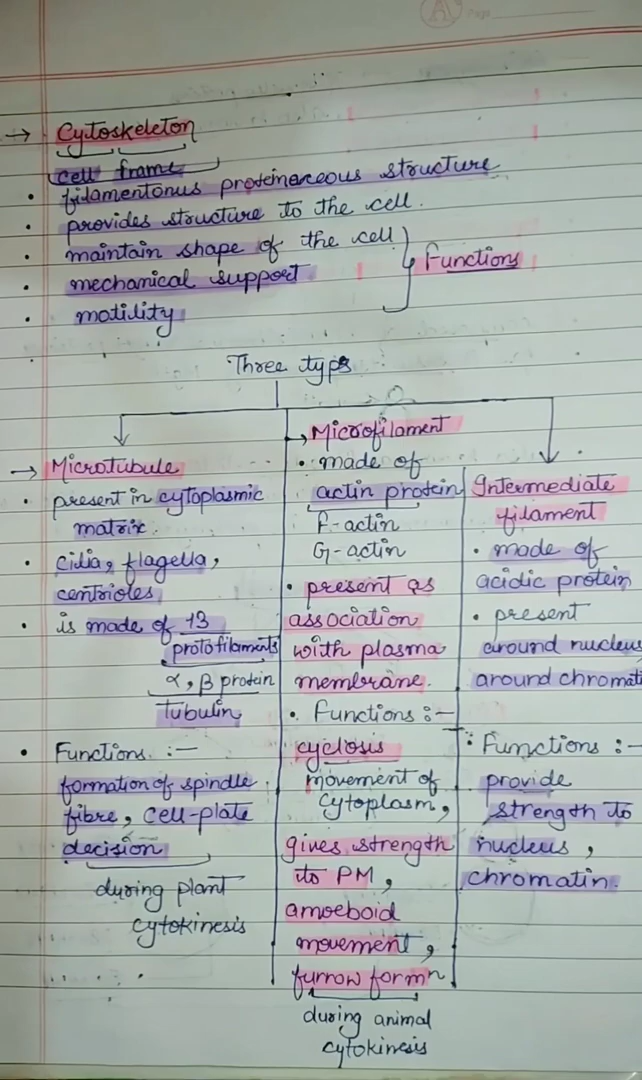 A
Page
→ Cytoskeleton
cell frame
• filamentonus proteinaceous structure
• provides structure to the cell.
• maintain shape of the cell
• mechanical support
• motility
Functions
Three types
→ Microtubule
• present in cytoplasmic
matrix.
• cilia, flagella,
centrioles
• is made of 13
protofilaments
α, β protein
tubulin
• Functions :—
formation of spindle
fibre, cell-plate
decision
during plant
cytokinesis
→ Microfilament
• made of
actin protein
F-actin
G-actin
• present as
association
with plasma
membrane.
• Functions :—
cyclosis
movement of
cytoplasm,
gives strength
to PM,
amoeboid
movement,
furrow formn
during animal
cytokinesis
Intermediate
filament
• made of
acidic protein
• present
around nucleus
around chromati
• Functions :—
provide
strength to
nucleus,
chromatin.